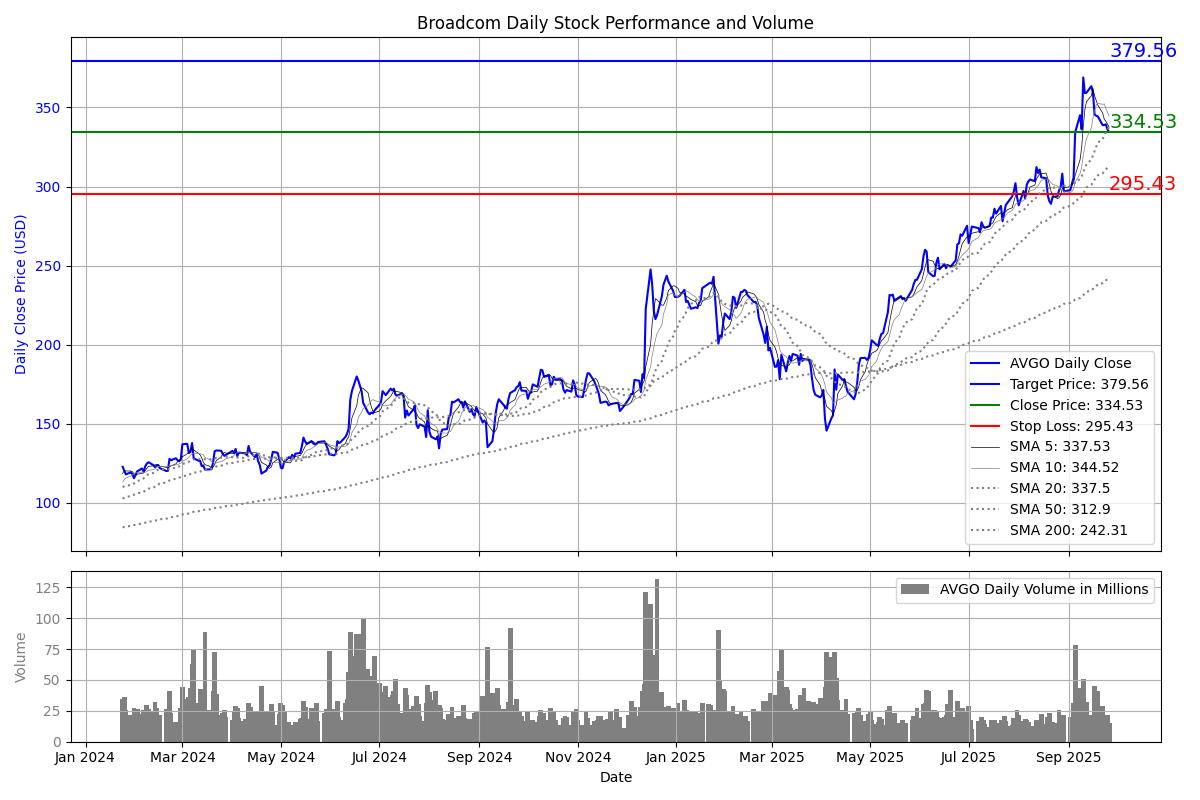 Broadcom Daily Stock Performance and Volume
379.56
350
334.53
300
295.43
250
200
150
100
Daily Close Price (USD)
AVGO Daily Close
Target Price: 379.56
Close Price: 334.53
Stop Loss: 295.43
SMA 5: 337.53
SMA 10: 344.52
SMA 20: 337.5
SMA 50: 312.9
SMA 200: 242.31
125
100
75
50
25
0
Volume
AVGO Daily Volume in Millions
Jan 2024 Mar 2024 May 2024 Jul 2024 Sep 2024 Nov 2024 Jan 2025 Mar 2025 May 2025 Jul 2025 Sep 2025
Date